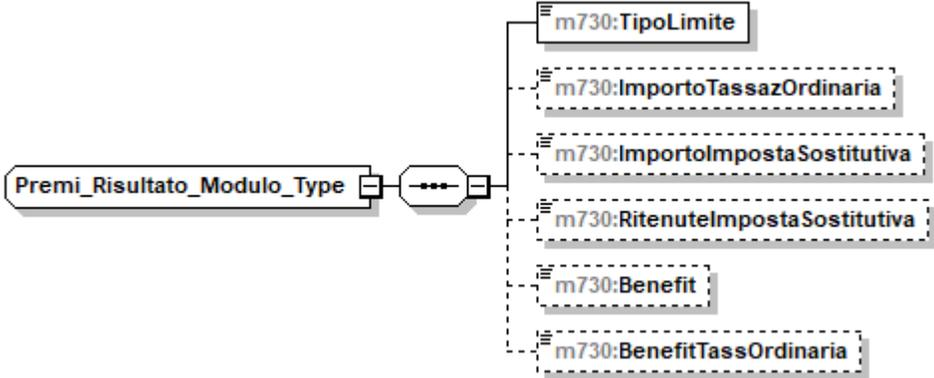 m730:TipoLimite
m730:ImportoTassazOrdinaria
m730:ImportoImpostaSostitutiva
Premi_Risultato_Modulo_Type
m730:RitenuteImpostaSostitutiva
m730:Benefit
m730:BenefitTassOrdinaria